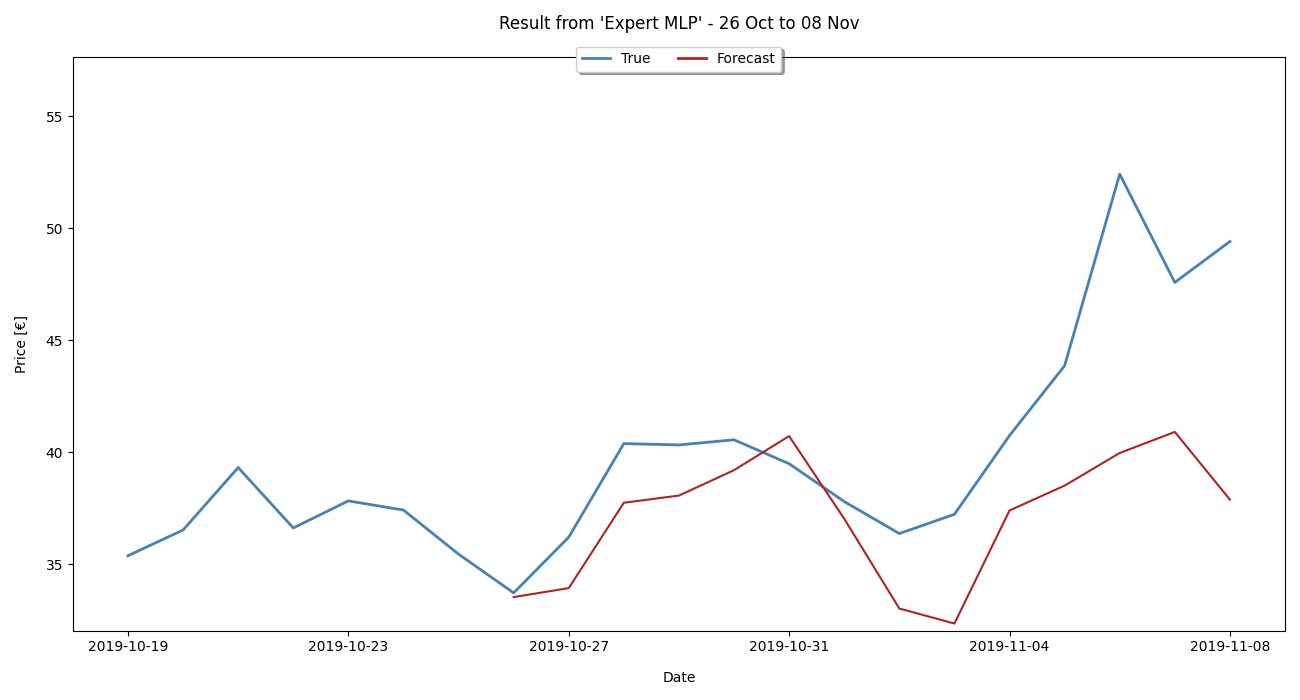 Result from 'Expert MLP' - 26 Oct to 08 Nov
True
Forecast
55
50
45
40
35
Price [€]
2019-10-19
2019-10-23
2019-10-27
2019-10-31
2019-11-04
2019-11-08
Date